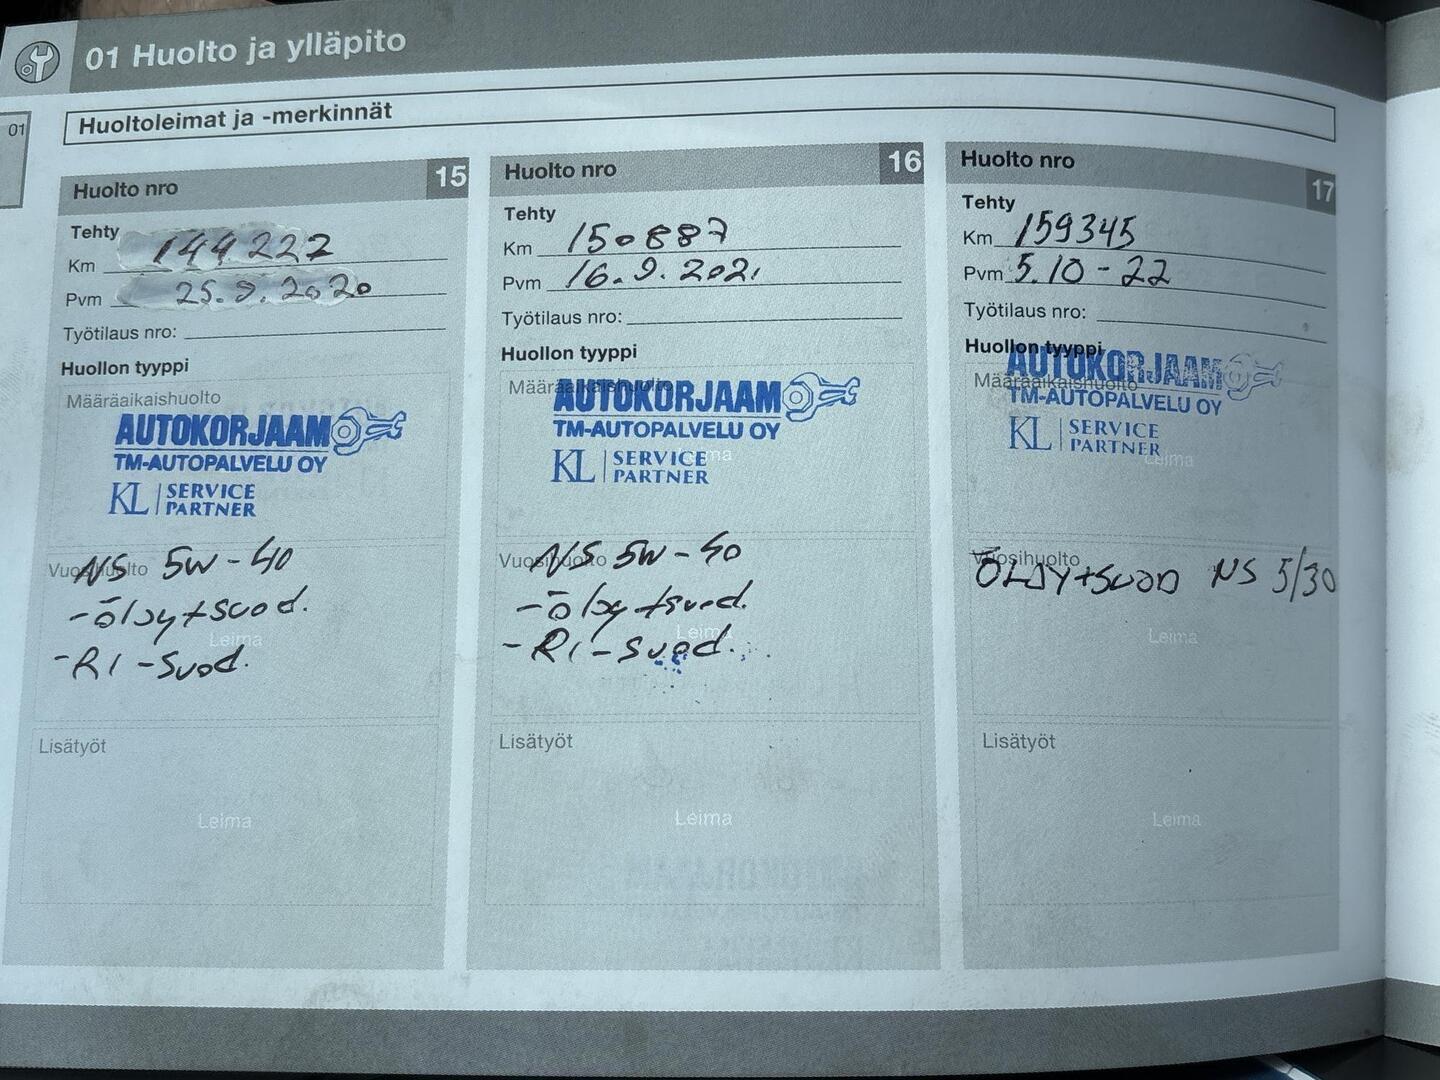 01 Huolto ja ylläpito
01
Huoltoleimat ja -merkinnät
Huolto nro 15
Tehty
Km 144.227
Pvm 25.9.2020
Työtilaus nro:
Huollon tyyppi
Määräaikaishuolto
AUTOKORJAAMO
TM-AUTOPALVELU OY
KL SERVICE
PARTNER
Vuosihuolto
NS 5W-40
-öljy+suod.
Leima
-RI-suod.
Lisätyöt
Leima
Huolto nro 16
Tehty
Km 150887
Pvm 16.9.2021
Työtilaus nro:
Huollon tyyppi
Määräaikaishuolto
AUTOKORJAAMO
TM-AUTOPALVELU OY
Leima
KL SERVICE
PARTNER
Vuosihuolto
NS 5W-40
-öljy+suod.
Leima
-RI-suod.
Lisätyöt
Leima
Huolto nro 17
Tehty
Km 159345
Pvm 5.10-22
Työtilaus nro:
Huollon tyyppi
Määräaikaishuolto
AUTOKORJAAMO
TM-AUTOPALVELU OY
KL SERVICE
PARTNER
Leima
Vuosihuolto
ÖLJY+SUOD NS 5/30
Leima
Lisätyöt
Leima